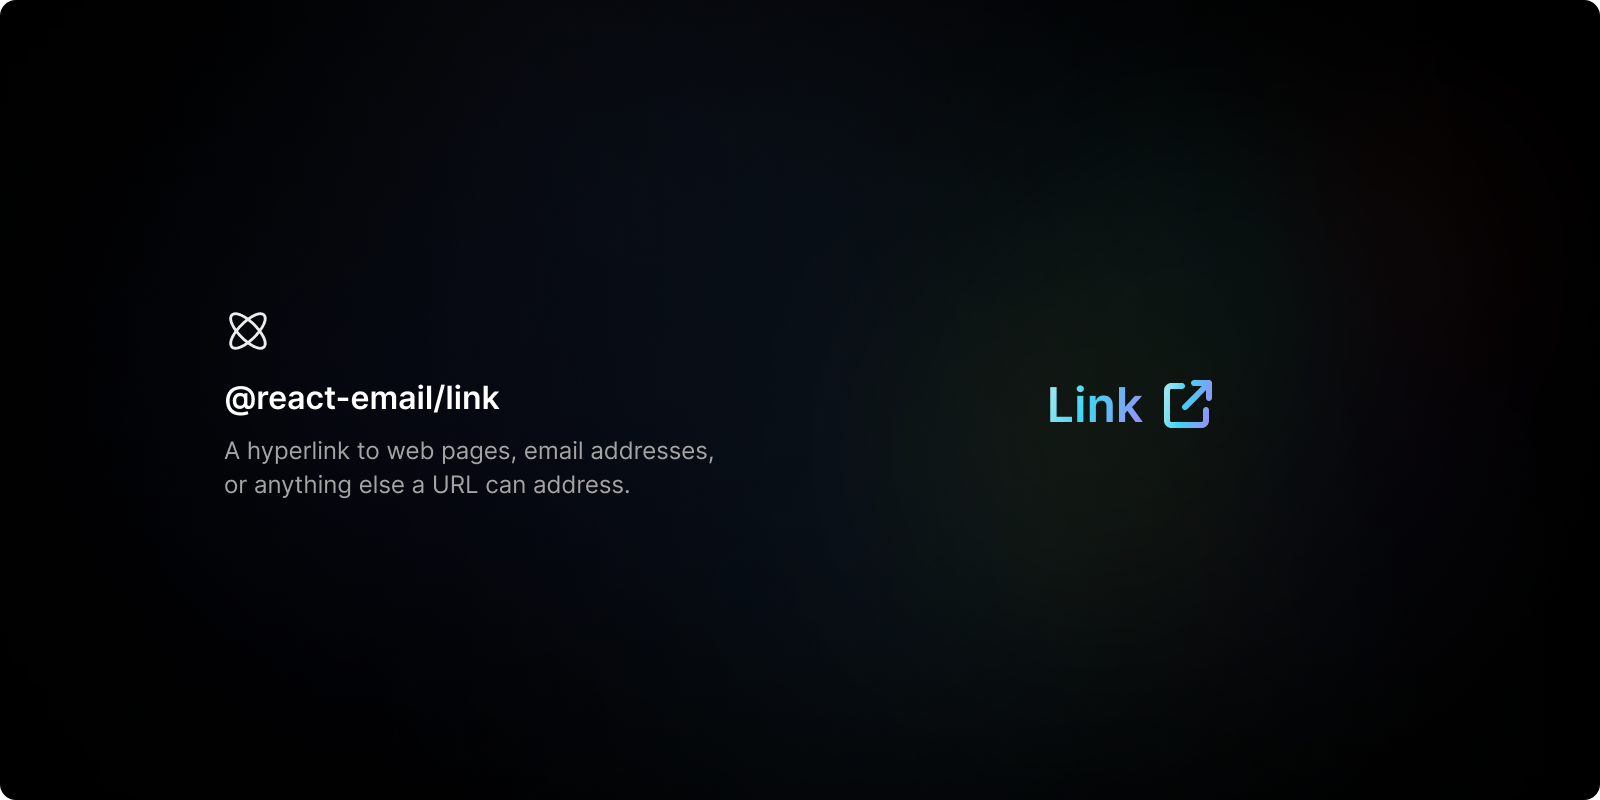 @react-email/link
A hyperlink to web pages, email addresses,
or anything else a URL can address.
Link